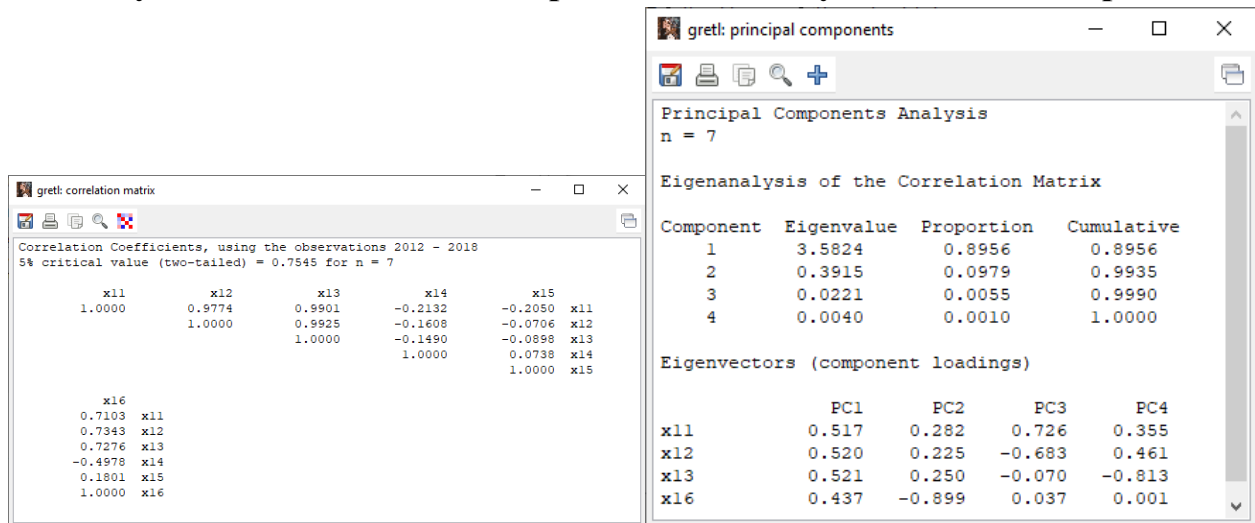 gretl: correlation matrix
Correlation Coefficients, using the observations 2012 - 2018
5% critical value (two-tailed) = 0.7545 for n = 7
x11 x12 x13 x14 x15
1.0000 0.9774 0.9901 -0.2132 -0.2050 x11
1.0000 0.9925 -0.1608 -0.0706 x12
1.0000 -0.1490 -0.0898 x13
1.0000 0.0738 x14
1.0000 x15
x16
0.7103 x11
0.7343 x12
0.7276 x13
-0.4978 x14
0.1801 x15
1.0000 x16
gretl: principal components
Principal Components Analysis
n = 7
Eigenanalysis of the Correlation Matrix
Component Eigenvalue Proportion Cumulative
1 3.5824 0.8956 0.8956
2 0.3915 0.0979 0.9935
3 0.0221 0.0055 0.9990
4 0.0040 0.0010 1.0000
Eigenvectors (component loadings)
PC1 PC2 PC3 PC4
x11 0.517 0.282 0.726 0.355
x12 0.520 0.225 -0.683 0.461
x13 0.521 0.250 -0.070 -0.813
x16 0.437 -0.899 0.037 0.001